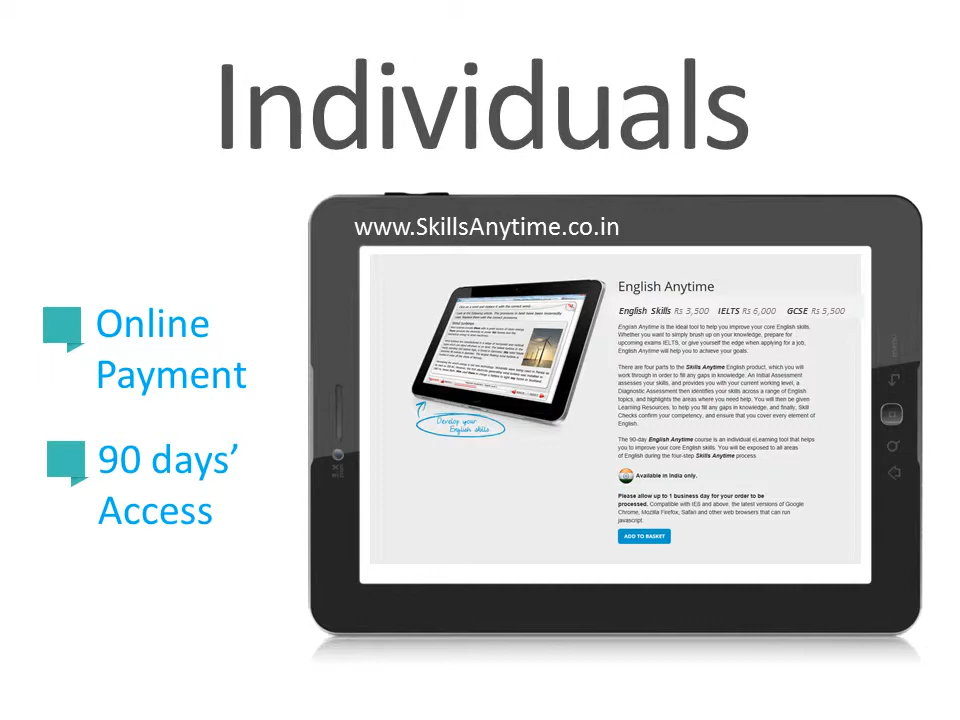 Individuals
www.SkillsAnytime.co.in
Online
Payment
90 days’
Access
Develop your
English skills
English Anytime
English Skills Rs 3,500 IELTS Rs 6,000 GCSE Rs 5,500
English Anytime is the ideal tool to help you improve your core English skills.
Whether you want to simply brush up on your knowledge, prepare for
upcoming exams IELTS, or give yourself the edge when applying for a job,
English Anytime will help you to achieve your goals.
There are four parts to the Skills Anytime English product, which you will
work through in order to fill any gaps in knowledge. An Initial Assessment
assesses your skills, and provides you with your current working level, a
Diagnostic Assessment then identifies your skills across a range of English
topics, and highlights the areas where you need help. You will then be given
Learning Resources, to help you fill any gaps in knowledge, and finally, Skill
Checks confirm your competency, and ensure that you cover every element of
English.
The 90-day English Anytime course is an individual eLearning tool that helps
you to improve your core English skills. You will be exposed to all areas
of English during the four-step Skills Anytime process.
Available in India only.
Please allow up to 1 business day for your order to be
processed. Compatible with IE8 and above, the latest versions of Google
Chrome, Mozilla Firefox, Safari and other web browsers that can run
javascript.
ADD TO BASKET